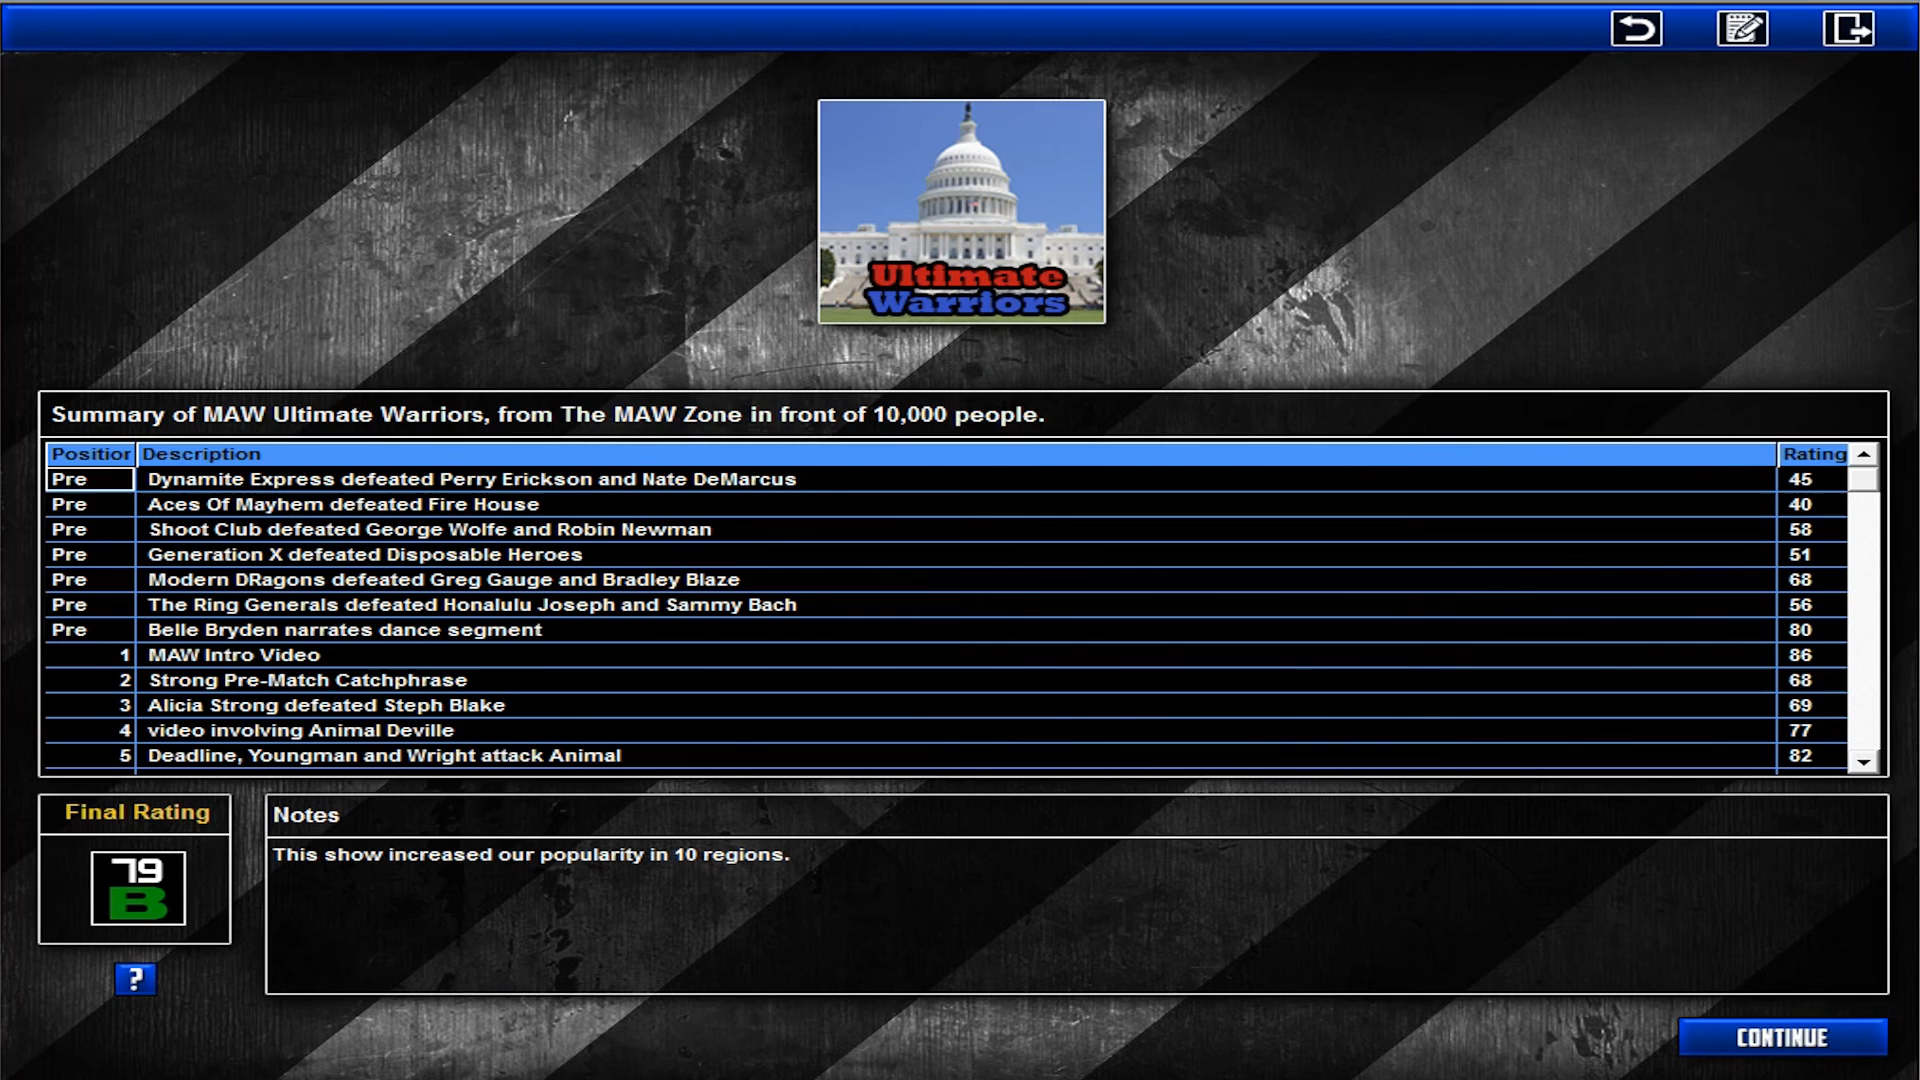 Ultimate
Warriors
Summary of MAW Ultimate Warriors, from The MAW Zone in front of 10,000 people.
Position Description Rating
Pre Dynamite Express defeated Perry Erickson and Nate DeMarcus 45
Pre Aces Of Mayhem defeated Fire House 40
Pre Shoot Club defeated George Wolfe and Robin Newman 58
Pre Generation X defeated Disposable Heroes 51
Pre Modern DRagons defeated Greg Gauge and Bradley Blaze 68
Pre The Ring Generals defeated Honalulu Joseph and Sammy Bach 56
Pre Belle Bryden narrates dance segment 80
1 MAW Intro Video 86
2 Strong Pre-Match Catchphrase 68
3 Alicia Strong defeated Steph Blake 69
4 video involving Animal Deville 77
5 Deadline, Youngman and Wright attack Animal 82
Final Rating
79
B
?
Notes
This show increased our popularity in 10 regions.
CONTINUE